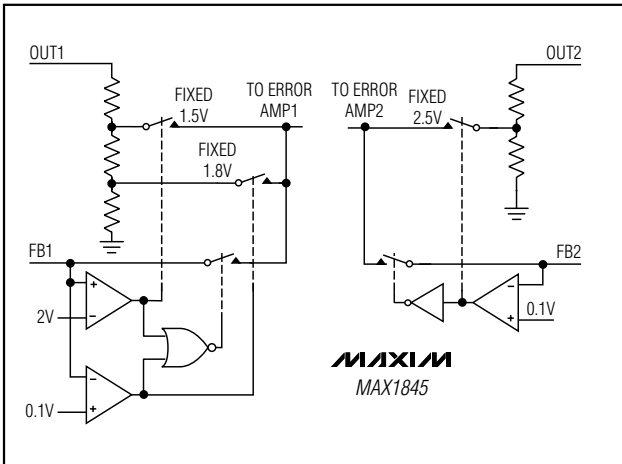 OUT1
OUT2
FIXED
1.5V
TO ERROR
AMP1
TO ERROR
AMP2
FIXED
2.5V
FIXED
1.8V
FB1
FB2
+
−
2V
−
+
0.1V
−
+
0.1V
MAXIM
MAX1845